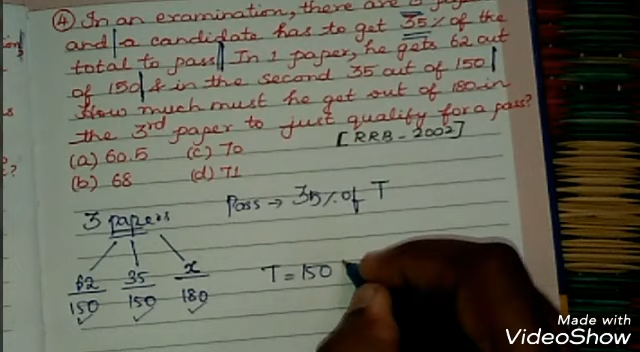 ④ In an examination, there are 3
and a candidate has to get 35% of the
total to pass In 1 paper, he gets 62 out
of 150 & in the second 35 out of 150
How much must he get out of 180 in
the 3rd paper to just qualify for a pass?
[RRB - 2002]
(a) 60.5 (c) 70
(b) 68 (d) 71
3 papers
Pass → 35% of T
62/150 35/150 x/180
T = 150
Made with
VideoShow